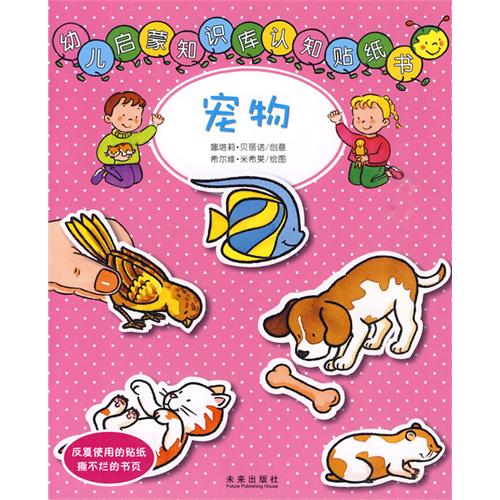 幼儿启蒙知识库认知贴纸书
宠物
娜塔莉·贝丽诺/创意
希尔维·米希莱/绘图
反复使用的贴纸
撕不烂的书页
未来出版社
Future Publishing House